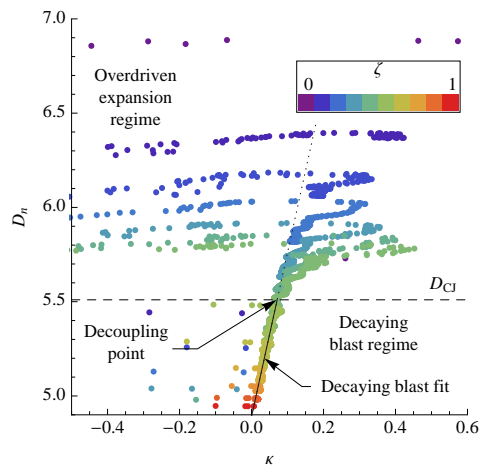 7.0
6.5
6.0
5.5
5.0
D_n
Overdriven
expansion
regime
ζ
0 1
D_CJ
Decoupling
point
Decaying
blast regime
Decaying blast fit
−0.4 −0.2 0.0 0.2 0.4 0.6
κ